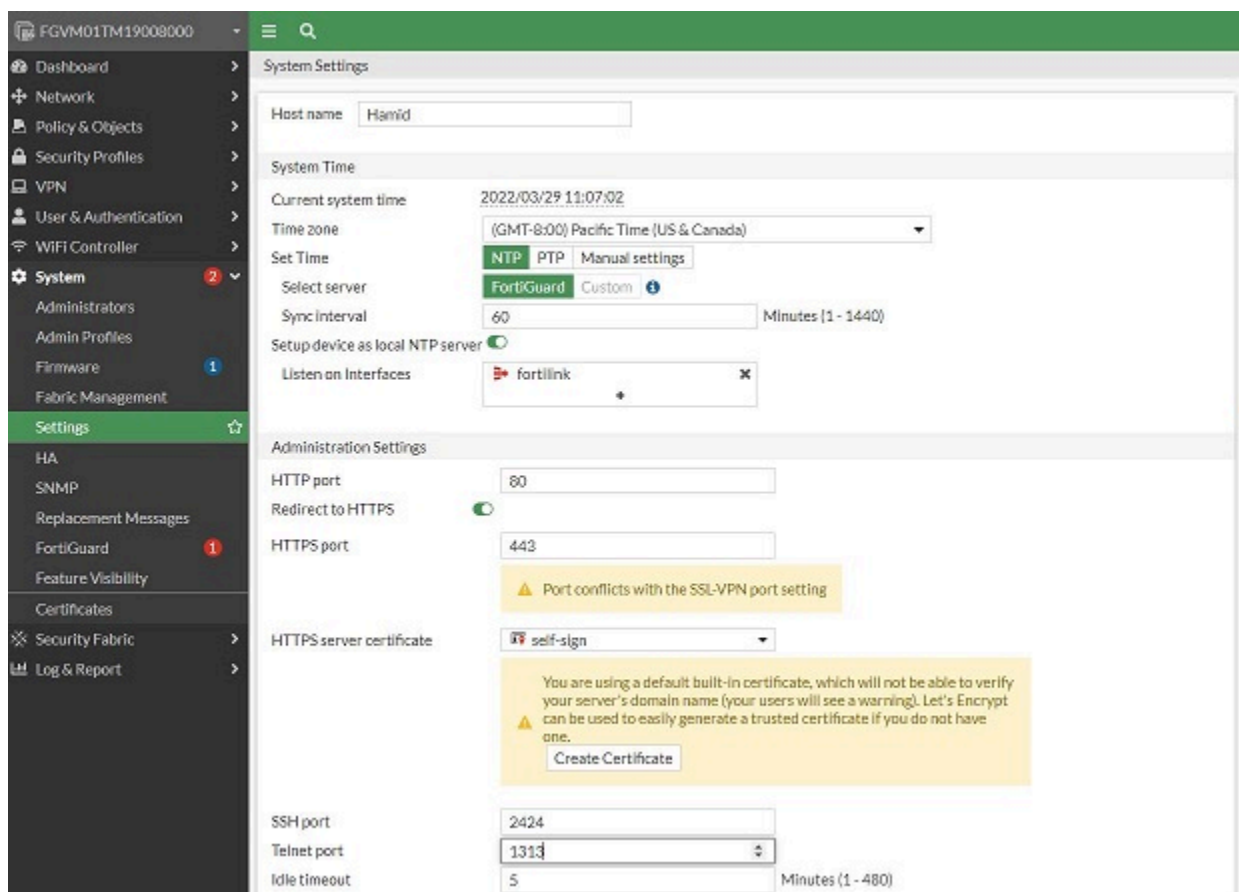 FGVM01TM19008000
Dashboard
Network
Policy & Objects
Security Profiles
VPN
User & Authentication
WiFi Controller
System 2
Administrators
Admin Profiles
Firmware 1
Fabric Management
Settings
HA
SNMP
Replacement Messages
FortiGuard 1
Feature Visibility
Certificates
Security Fabric
Log & Report
System Settings
Host name Hamid
System Time
Current system time 2022/03/29 11:07:02
Time zone (GMT-8:00) Pacific Time (US & Canada)
Set Time NTP PTP Manual settings
Select server FortiGuard Custom
Sync interval 60 Minutes (1 - 1440)
Setup device as local NTP server
Listen on Interfaces fortilink
Administration Settings
HTTP port 80
Redirect to HTTPS
HTTPS port 443
Port conflicts with the SSL-VPN port setting
HTTPS server certificate self-sign
You are using a default built-in certificate, which will not be able to verify
your server's domain name (your users will see a warning). Let's Encrypt
can be used to easily generate a trusted certificate if you do not have
one.
Create Certificate
SSH port 2424
Telnet port 1313
Idle timeout 5 Minutes (1 - 480)